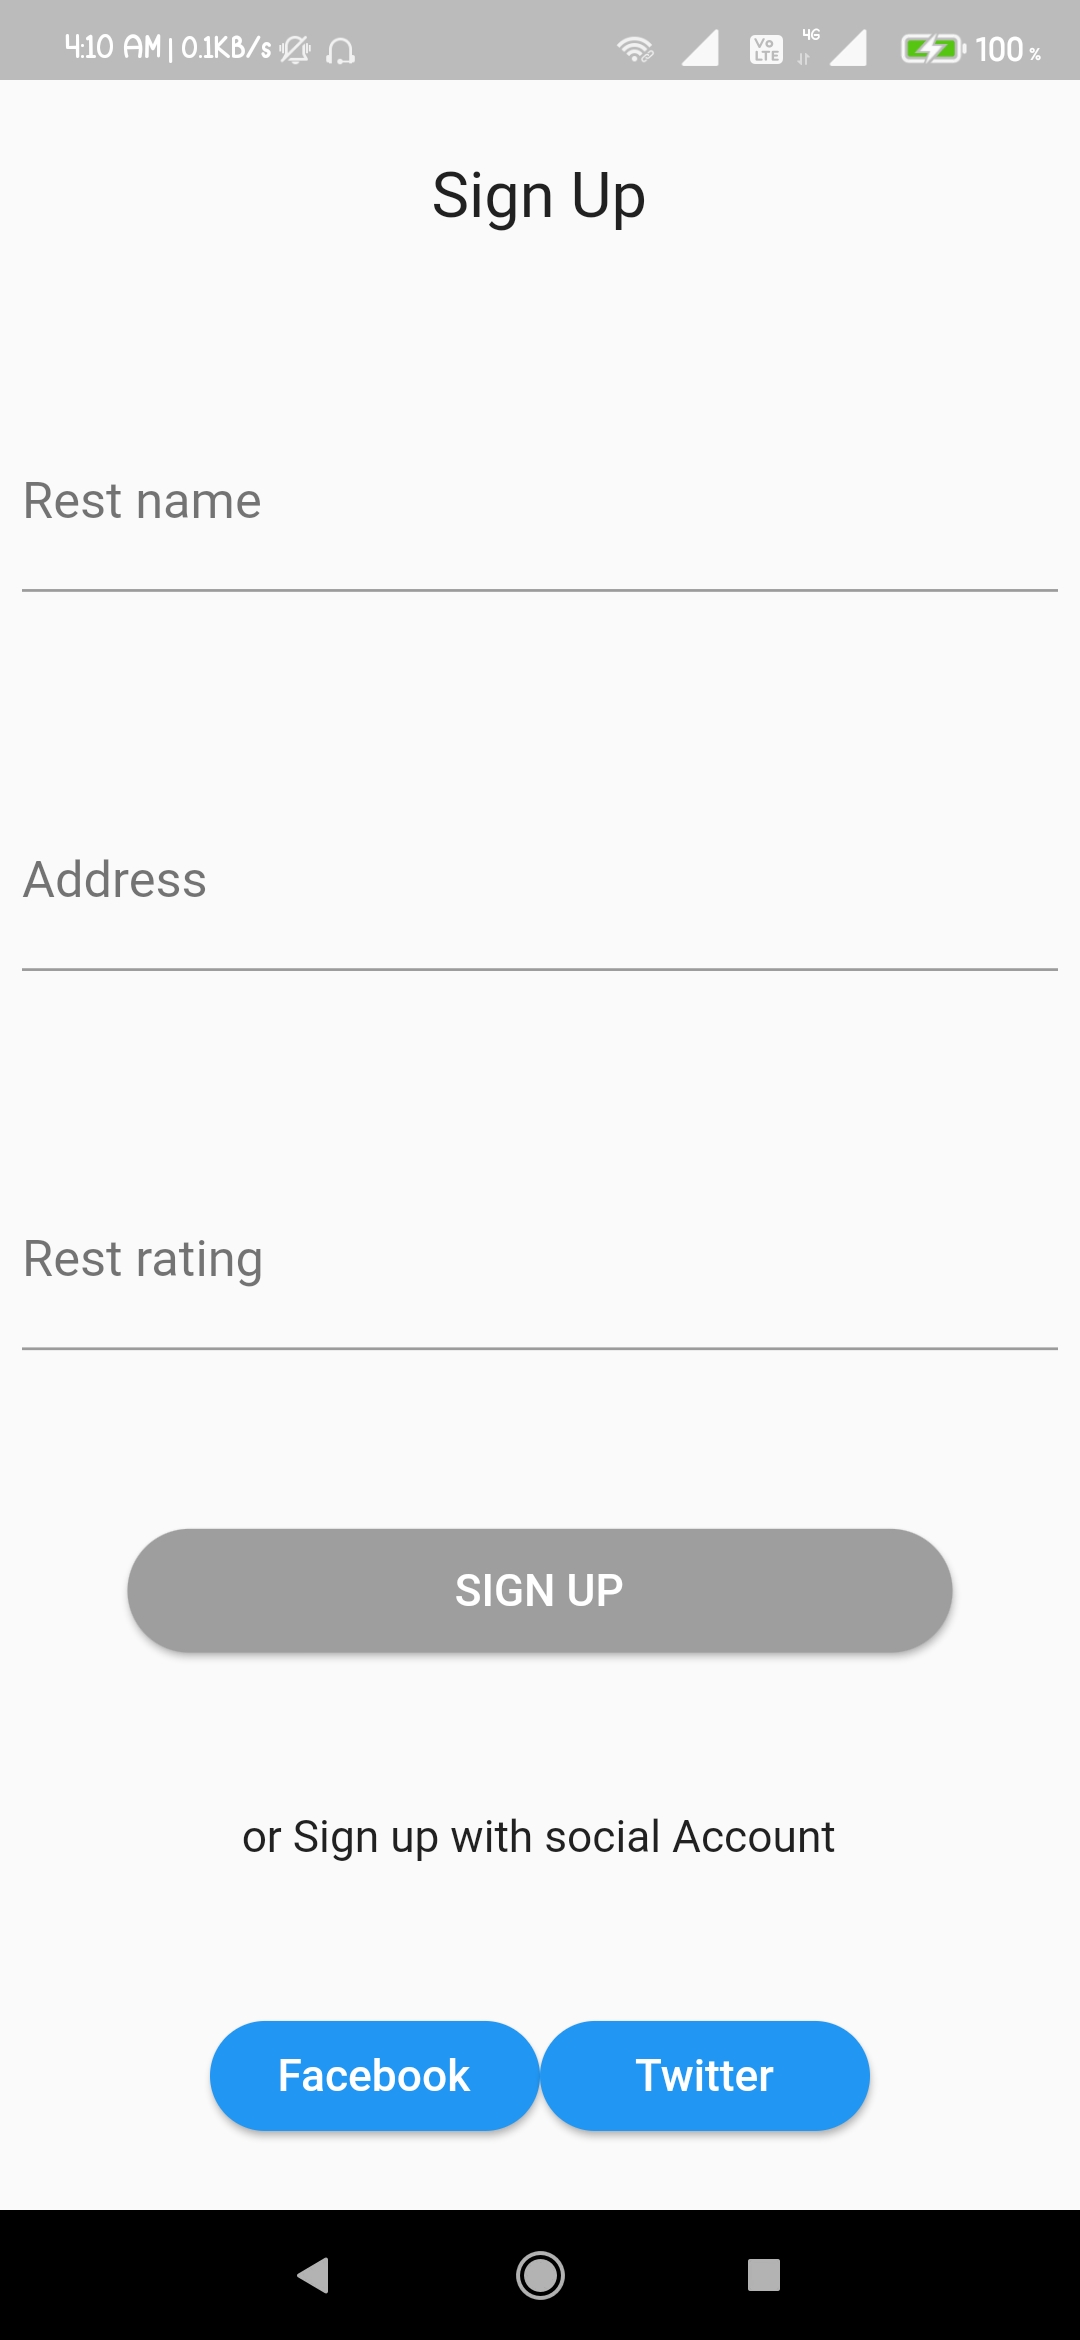 4:10 AM | 0.1KB/s
Vo
LTE
4G
100 %
Sign Up
Rest name
Address
Rest rating
SIGN UP
or Sign up with social Account
Facebook
Twitter